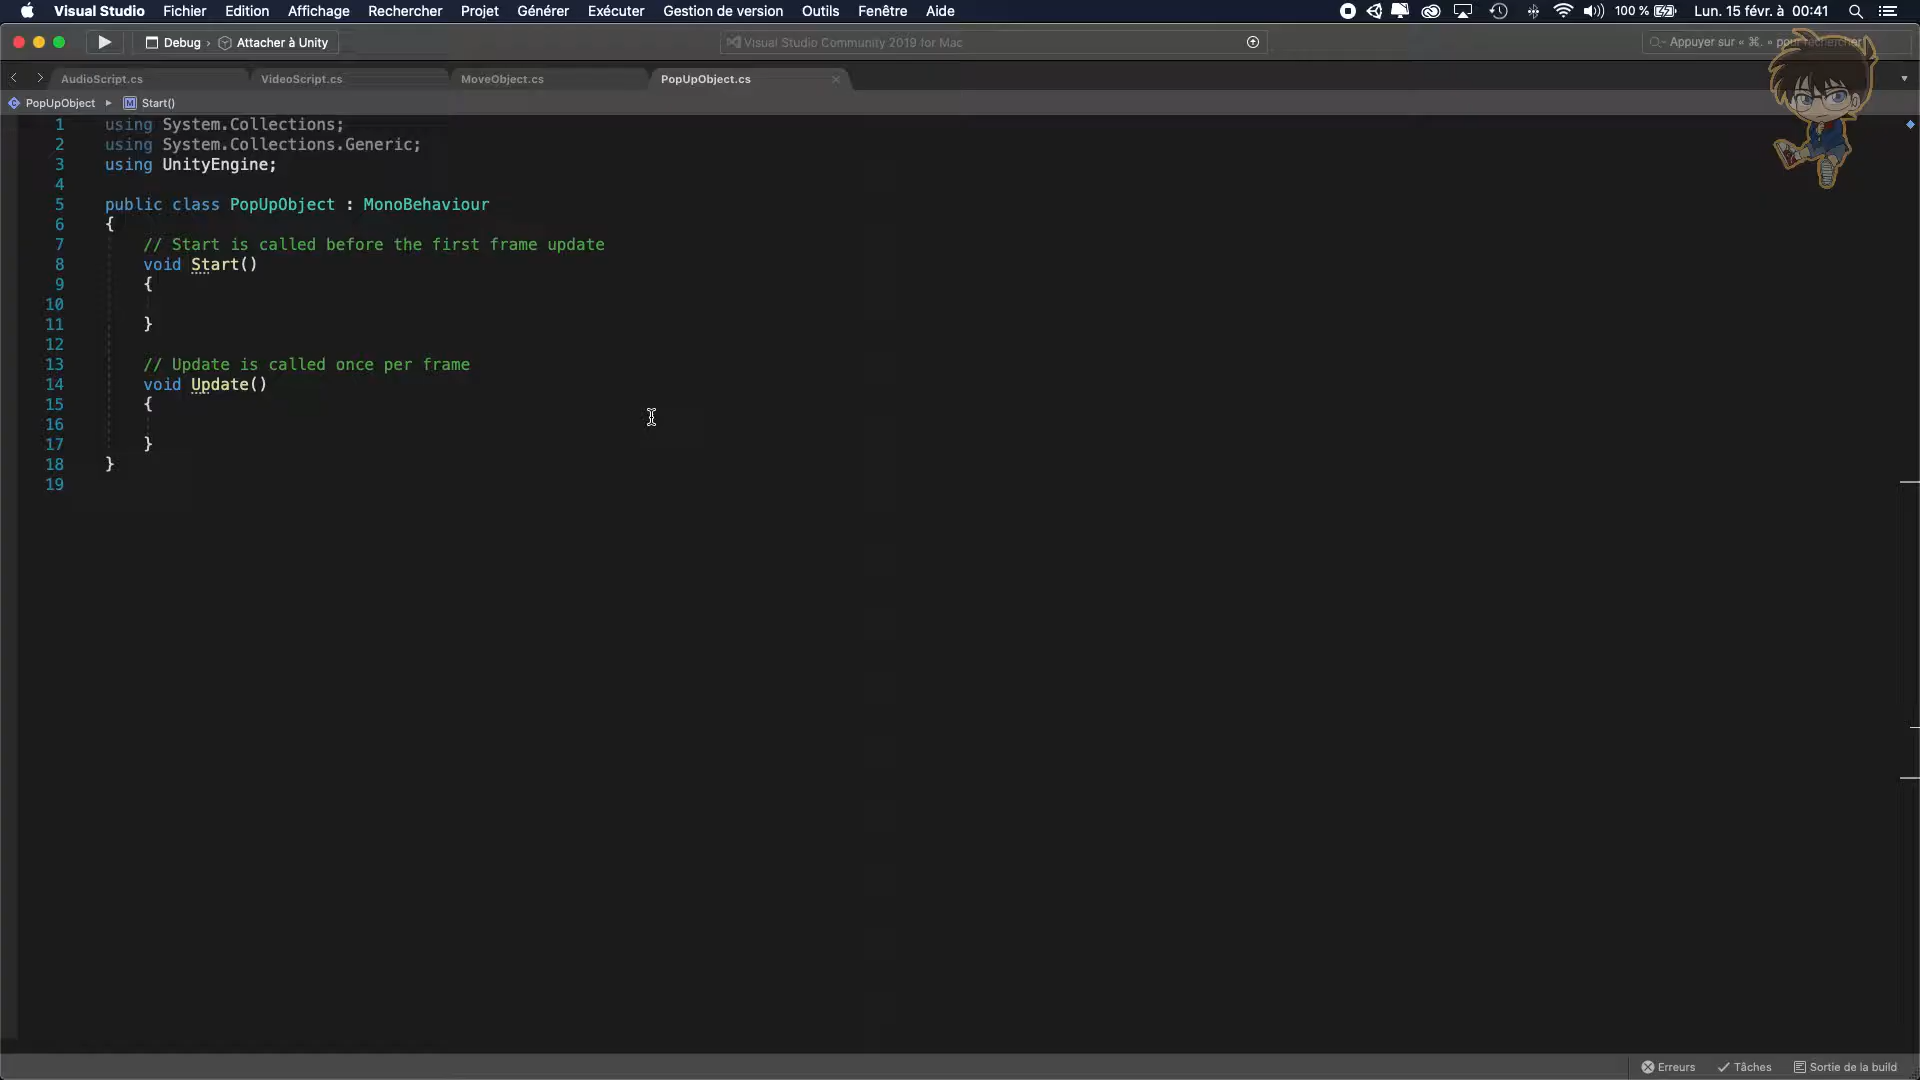 Visual Studio Fichier Edition Affichage Rechercher Projet Générer Exécuter Gestion de version Outils Fenêtre Aide 100 % Lun. 15 févr. à 00:41
Debug › Attacher à Unity Visual Studio Community 2019 for Mac Appuyer sur « ⌘. » pour rechercher
AudioScript.cs VideoScript.cs MoveObject.cs PopUpObject.cs
PopUpObject ▸ M Start()
1 using System.Collections;
2 using System.Collections.Generic;
3 using UnityEngine;
4
5 public class PopUpObject : MonoBehaviour
6 {
7 // Start is called before the first frame update
8 void Start()
9 {
10
11 }
12
13 // Update is called once per frame
14 void Update()
15 {
16
17 }
18 }
19
Erreurs Tâches Sortie de la build